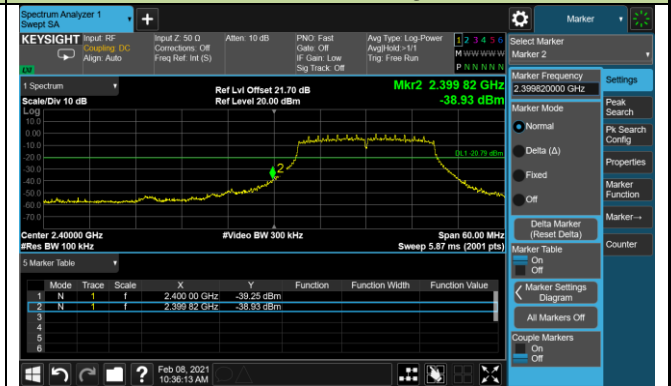 Spectrum Analyzer 1
Swept SA
+
Marker
KEYSIGHT
Input: RF
Coupling: DC
Align: Auto
Input Z: 50 Ω
Corrections: Off
Freq Ref: Int (S)
Atten: 10 dB
PNO: Fast
Gate: Off
IF Gain: Low
Sig Track: Off
Avg Type: Log-Power
Avg|Hold:>1/1
Trig: Free Run
1 2 3 4 5 6
M W W W W W
P N N N N N
LW
1 Spectrum
Scale/Div 10 dB
Ref Lvl Offset 21.70 dB
Ref Level 20.00 dBm
Mkr2 2.399 82 GHz
-38.93 dBm
Log
10.0
0.00
-10.0
-20.0
-30.0
-40.0
-50.0
-60.0
-70.0
DL1 -20.79 dBm
2
Center 2.40000 GHz
#Res BW 100 kHz
#Video BW 300 kHz
Span 60.00 MHz
Sweep 5.87 ms (2001 pts)
5 Marker Table
Mode Trace Scale X Y Function Function Width Function Value
1 N 1 f 2.400 00 GHz -39.25 dBm
2 N 1 f 2.399 82 GHz -38.93 dBm
3
4
5
6
Select Marker
Marker 2
Marker Frequency
2.399820000 GHz
Marker Mode
Normal
Delta (Δ)
Fixed
Off
Delta Marker
(Reset Delta)
Marker Table
On
Off
Marker Settings
Diagram
All Markers Off
Couple Markers
On
Off
Settings
Peak
Search
Pk Search
Config
Properties
Marker
Function
Marker→
Counter
?
Feb 08, 2021
10:36:13 AM